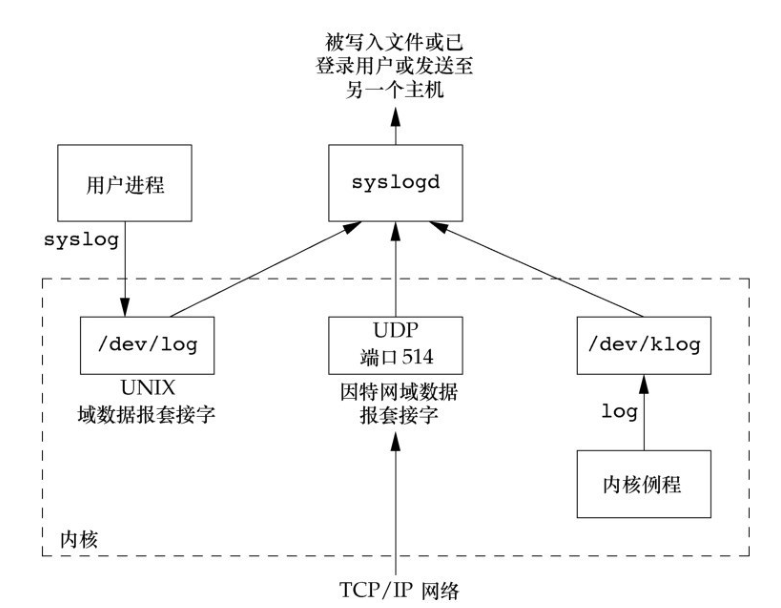 被写入文件或已
登录用户或发送至
另一个主机
用户进程
syslogd
syslog
/dev/log
UNIX
域数据报套接字
UDP
端口514
因特网域数据
报套接字
/dev/klog
log
内核例程
内核
TCP/IP 网络